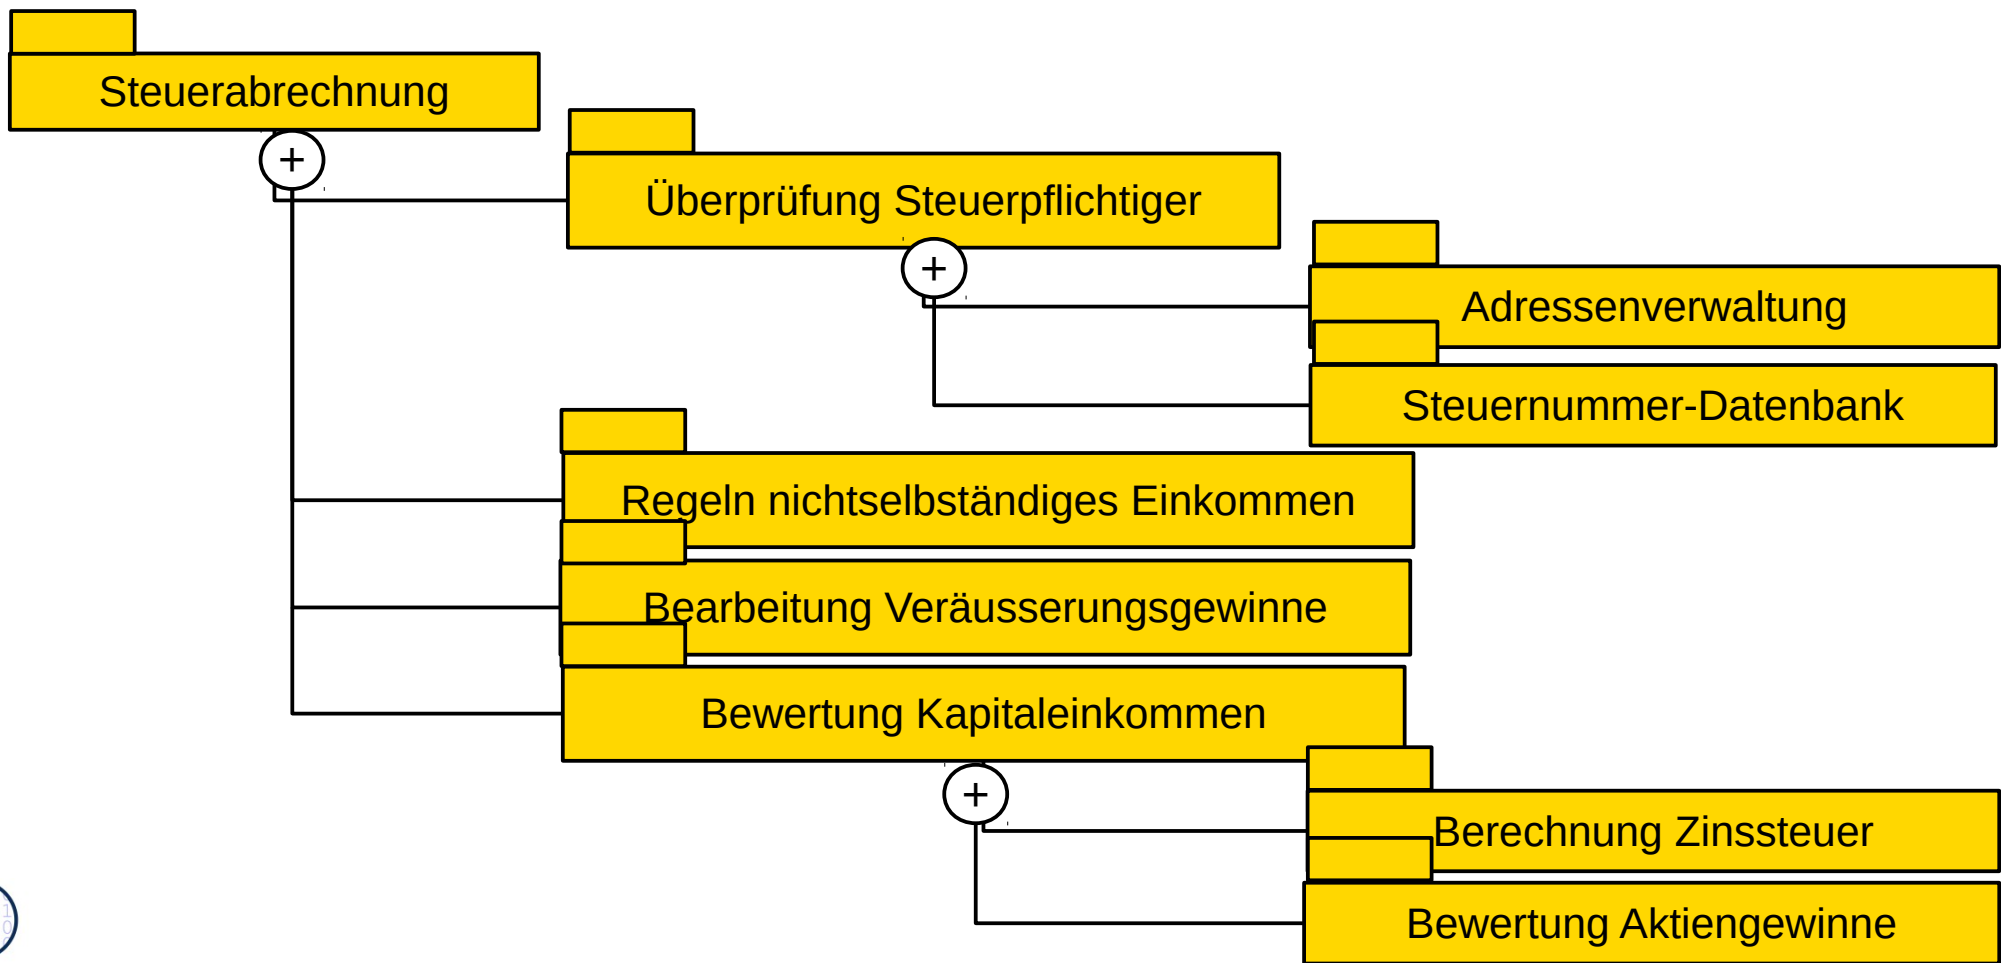 Steuerabrechnung
+
Überprüfung Steuerpflichtiger
+
Adressenverwaltung
Steuernummer-Datenbank
Regeln nichtselbständiges Einkommen
Bearbeitung Veräusserungsgewinne
Bewertung Kapitaleinkommen
+
Berechnung Zinssteuer
Bewertung Aktiengewinne